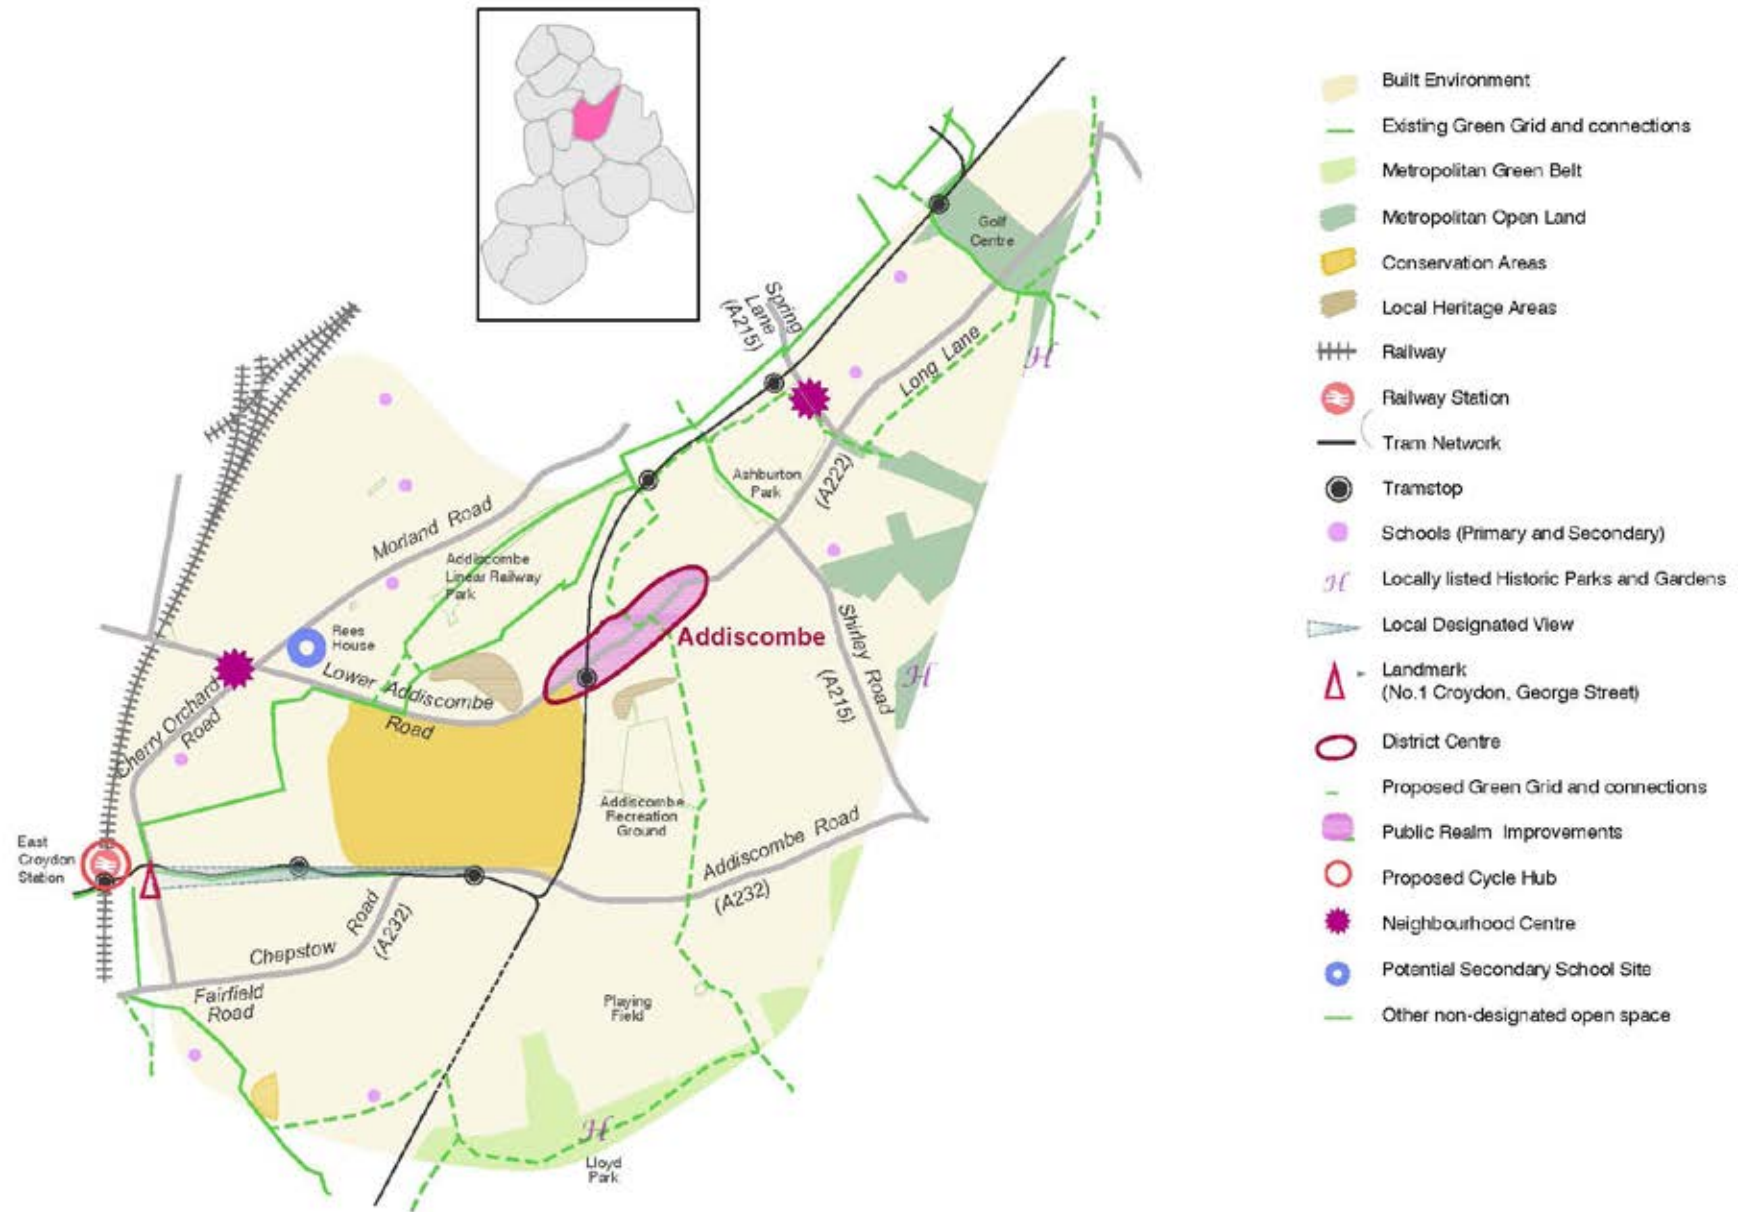 Golf
Centre
Spring
Lane
(A215)
Long Lane
Ashburton
Park
(A222)
Morland Road
Addiscombe
Linear Railway
Park
Rees
House
Addiscombe
Lower Addiscombe
Road
Shirley Road
(A215)
Cherry Orchard
Road
Addiscombe
Recreation
Ground
East
Croydon
Station
Addiscombe Road
(A232)
Chepstow Road
(A232)
Fairfield
Road
Playing
Field
Lloyd
Park
H
H
H
Built Environment
Existing Green Grid and connections
Metropolitan Green Belt
Metropolitan Open Land
Conservation Areas
Local Heritage Areas
Railway
Railway Station
Tram Network
Tramstop
Schools (Primary and Secondary)
H Locally listed Historic Parks and Gardens
Local Designated View
Landmark
(No.1 Croydon, George Street)
District Centre
Proposed Green Grid and connections
Public Realm Improvements
Proposed Cycle Hub
Neighbourhood Centre
Potential Secondary School Site
Other non-designated open space